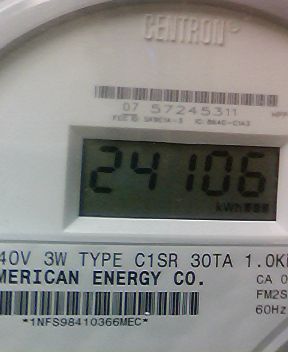 CENTRON
07 57245311
24106
kWh
40V 3W TYPE C1SR 30TA 1.0K
MERICAN ENERGY CO.
CA 0
FM2S
60Hz
*1NFS98410366MEC*